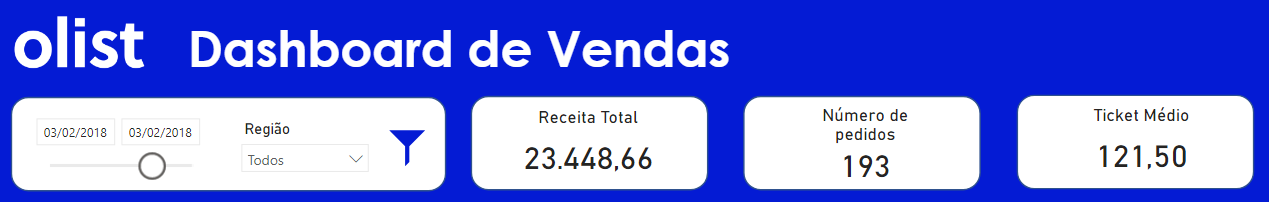 olist Dashboard de Vendas
03/02/2018 03/02/2018
Região
Todos
Receita Total
23.448,66
Número de
pedidos
193
Ticket Médio
121,50